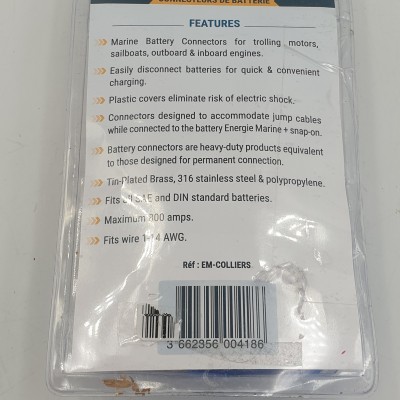 CONNECTEURS DE BATTERIE
FEATURES
Marine Battery Connectors for trolling motors,
sailboats, outboard & inboard engines.
Easily disconnect batteries for quick & convenient
charging.
Plastic covers eliminate risk of electric shock.
Connectors designed to accommodate jump cables
while connected to the battery Energie Marine + snap-on.
Battery connectors are heavy-duty products equivalent
to those designed for permanent connection.
Tin-Plated Brass, 316 stainless steel & polypropylene.
Fits all SAE and DIN standard batteries.
Maximum 800 amps.
Fits wire 1-14 AWG.
Réf : EM-COLLIERS
3 662356 004186